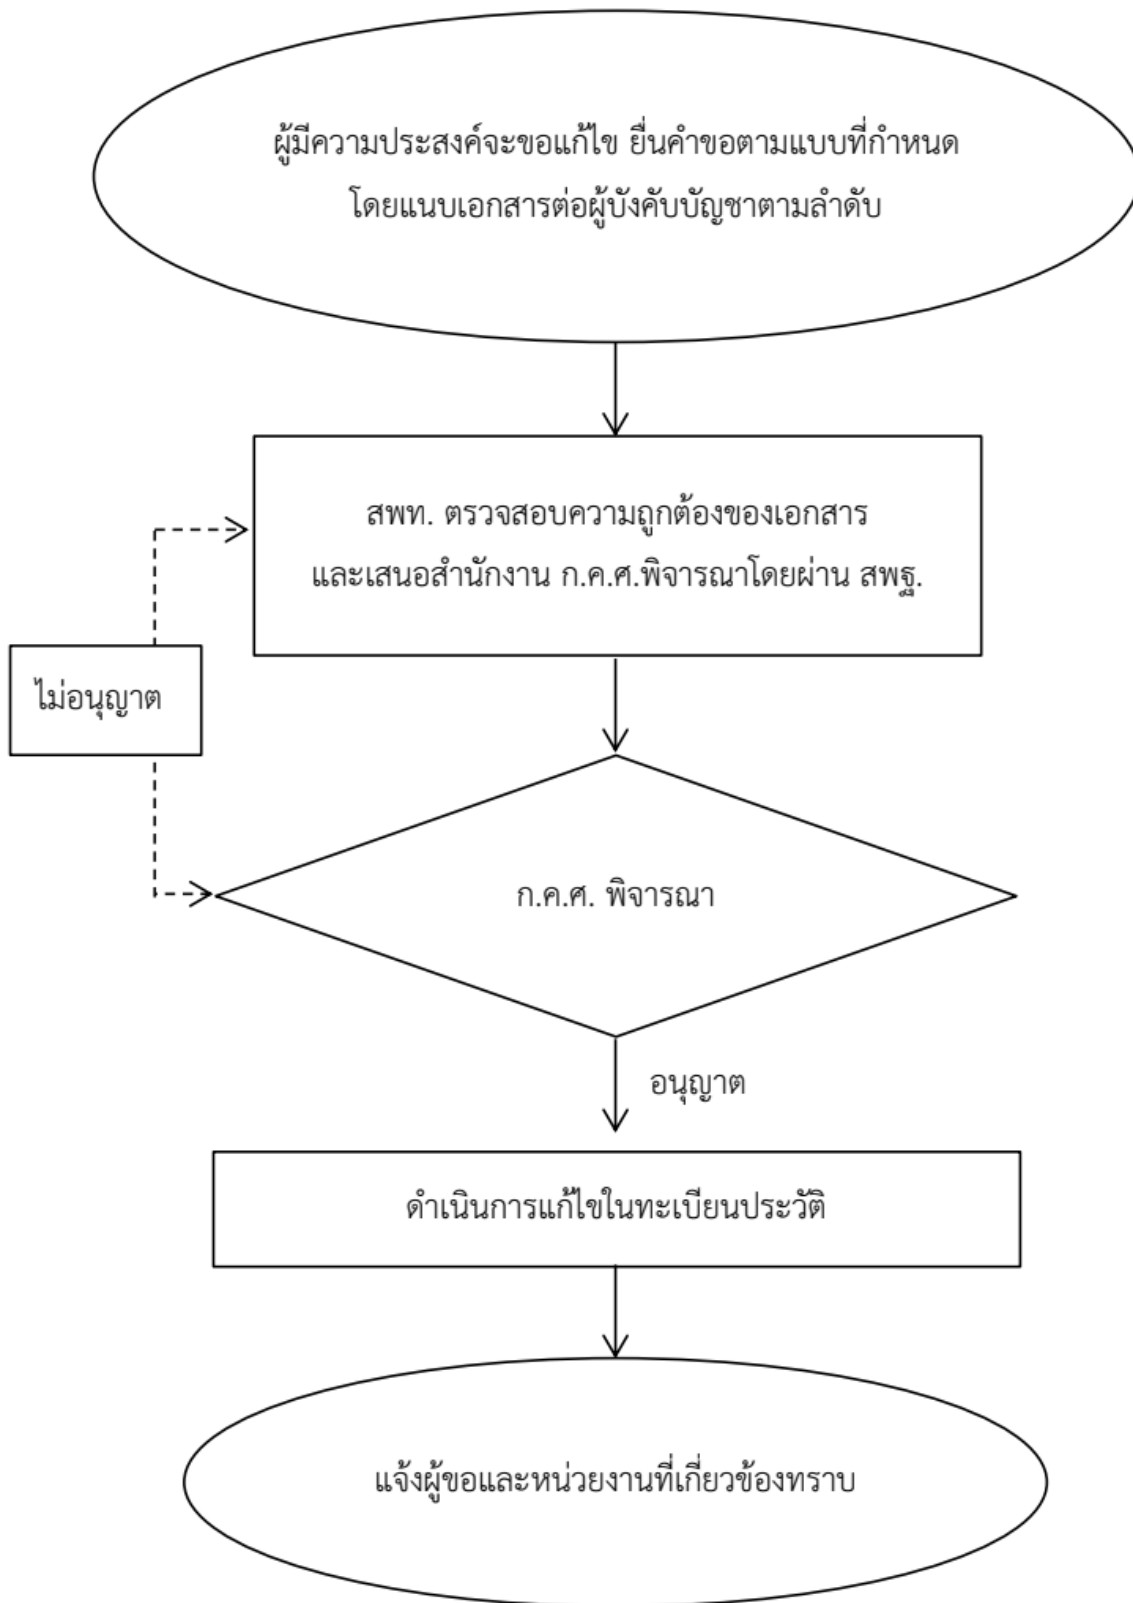 ผู้มีความประสงค์จะขอแก้ไข ยื่นคำขอตามแบบที่กำหนด
โดยแนบเอกสารต่อผู้บังคับบัญชาตามลำดับ
สพท. ตรวจสอบความถูกต้องของเอกสาร
และเสนอสำนักงาน ก.ค.ศ.พิจารณาโดยผ่าน สพฐ.
ไม่อนุญาต
ก.ค.ศ. พิจารณา
อนุญาต
ดำเนินการแก้ไขในทะเบียนประวัติ
แจ้งผู้ขอและหน่วยงานที่เกี่ยวข้องทราบ